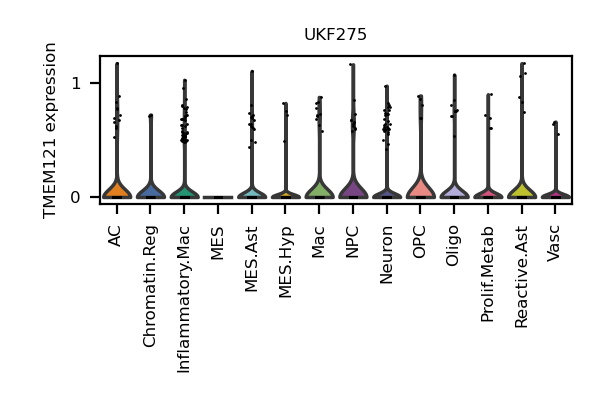 UKF275
TMEM121 expression
1
0
AC
Chromatin.Reg
Inflammatory.Mac
MES
MES.Ast
MES.Hyp
Mac
NPC
Neuron
OPC
Oligo
Prolif.Metab
Reactive.Ast
Vasc